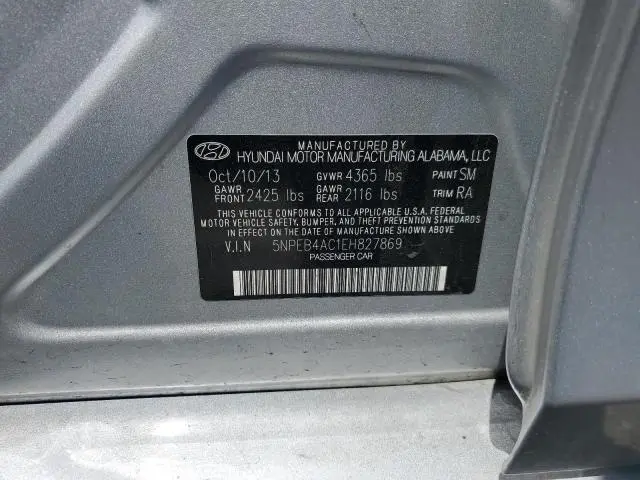 MANUFACTURED BY
HYUNDAI MOTOR MANUFACTURING ALABAMA, LLC
Oct/10/13 GVWR 4365 lbs PAINT SM
GAWR FRONT 2425 lbs GAWR REAR 2116 lbs TRIM RA
THIS VEHICLE CONFORMS TO ALL APPLICABLE U.S.A. FEDERAL
MOTOR VEHICLE SAFETY, BUMPER, AND THEFT PREVENTION STANDARDS
IN EFFECT ON THE DATE OF MANUFACTURE SHOWN ABOVE
V.I.N 5NPEB4AC1EH827869
PASSENGER CAR